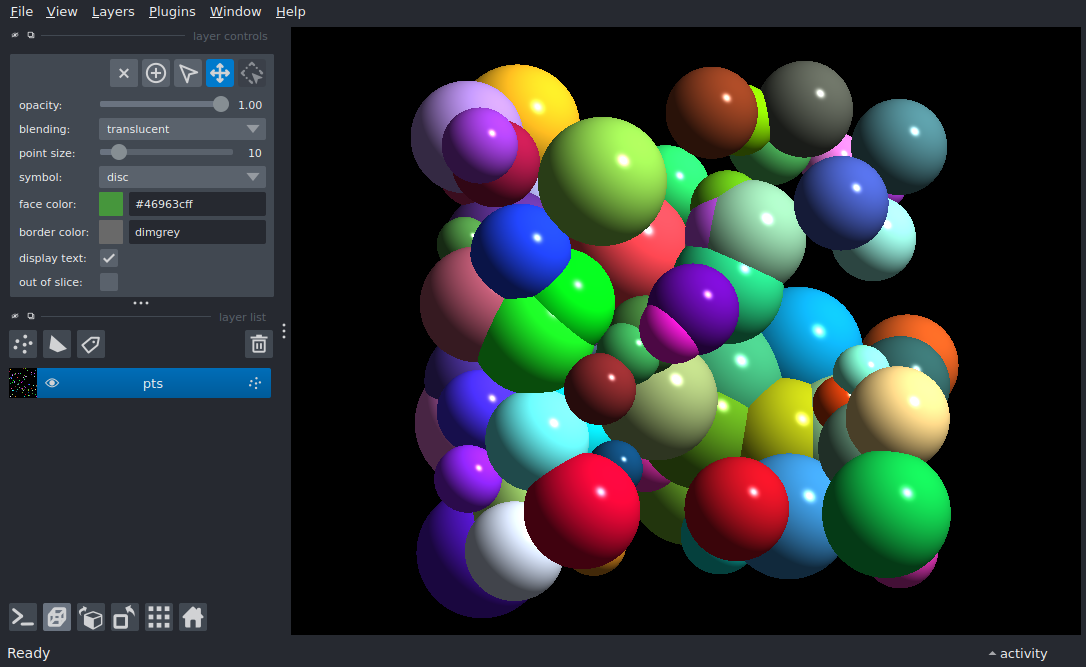 File View Layers Plugins Window Help
layer controls
opacity: 1.00
blending: translucent
point size: 10
symbol: disc
face color: #46963cff
border color: dimgrey
display text:
out of slice:
layer list
pts
Ready
activity